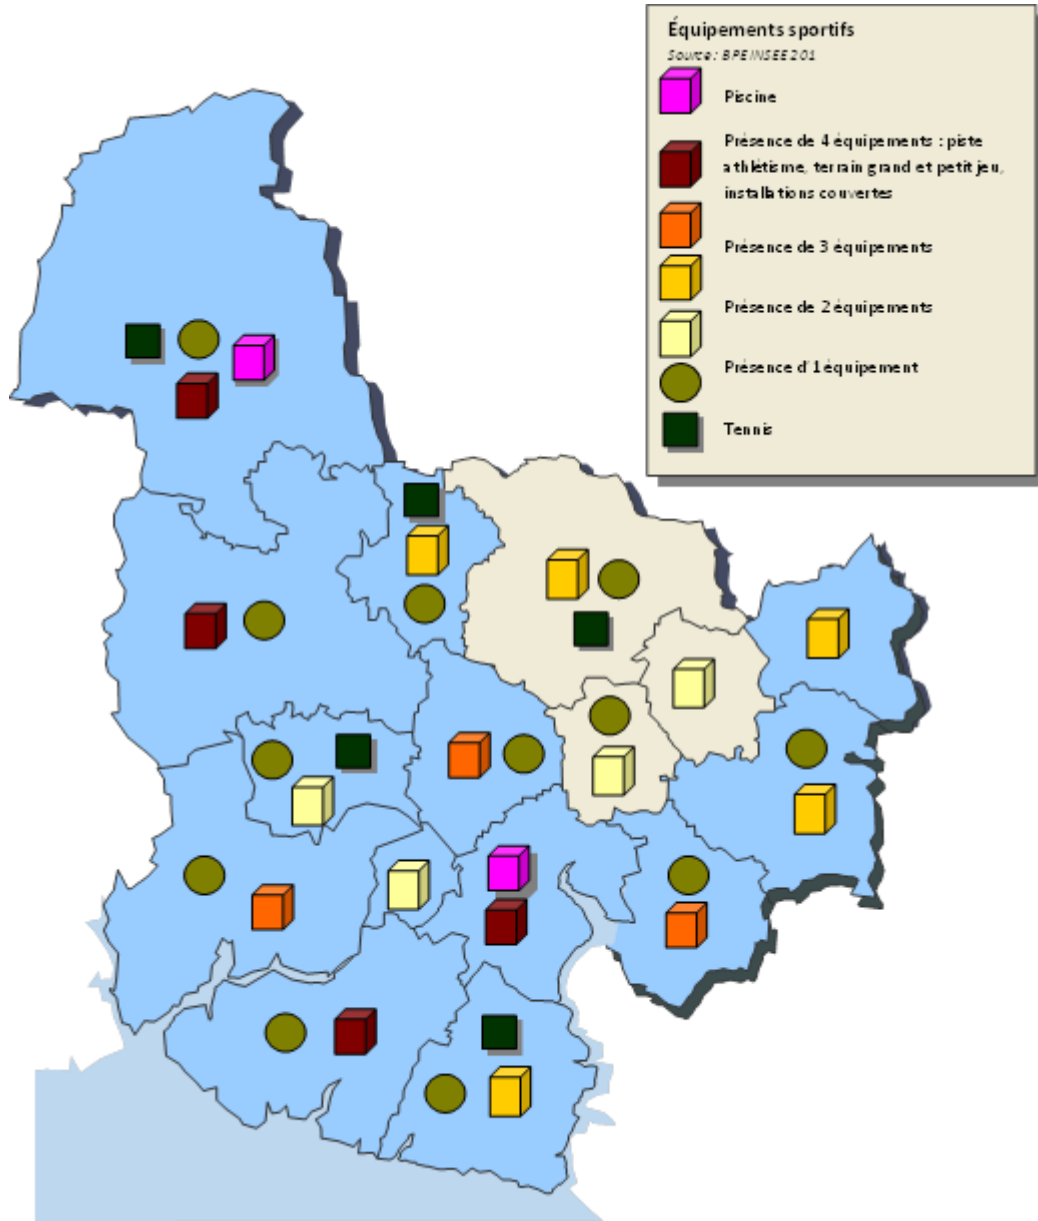 Équipements sportifs
Source : BPE INSEE 201
Piscine
Présence de 4 équipements : piste
athlétisme, terrain grand et petit jeu,
installations couvertes
Présence de 3 équipements
Présence de 2 équipements
Présence d' 1 équipement
Tennis